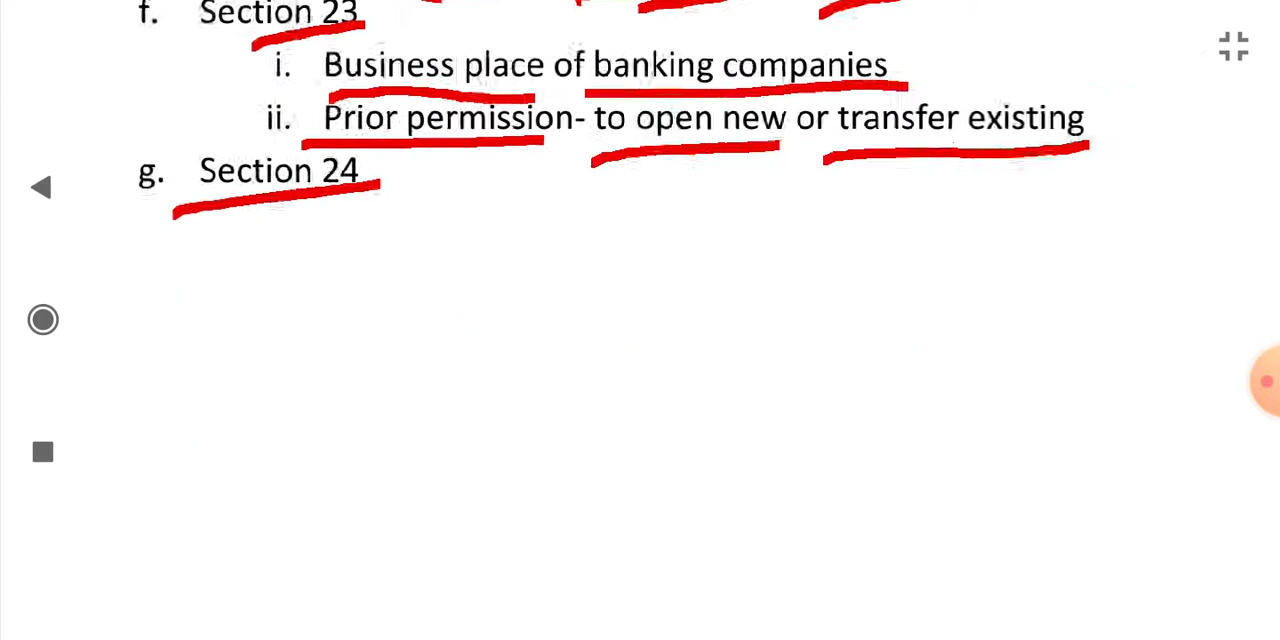 f. Section 23
i. Business place of banking companies
ii. Prior permission- to open new or transfer existing
g. Section 24